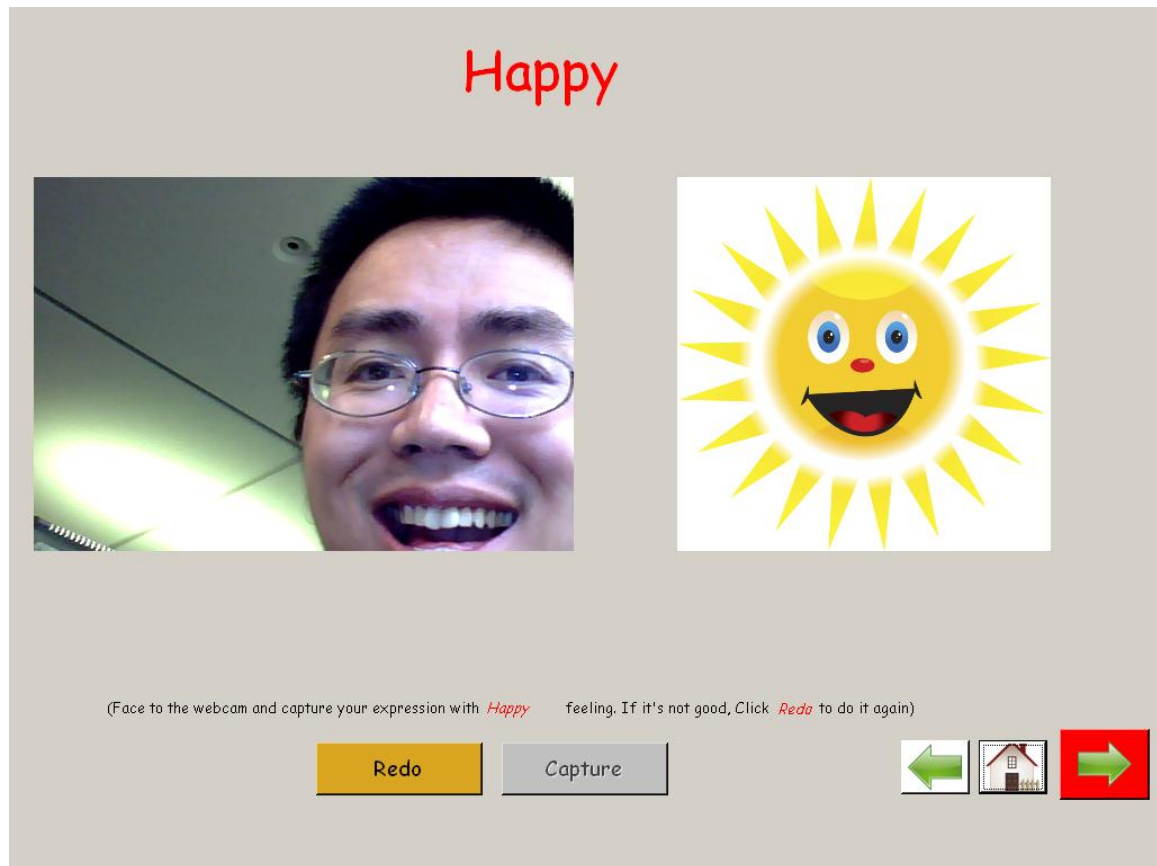 Happy
(Face to the webcam and capture your expression with Happy feeling. If it's not good, Click Redo to do it again)
Redo Capture